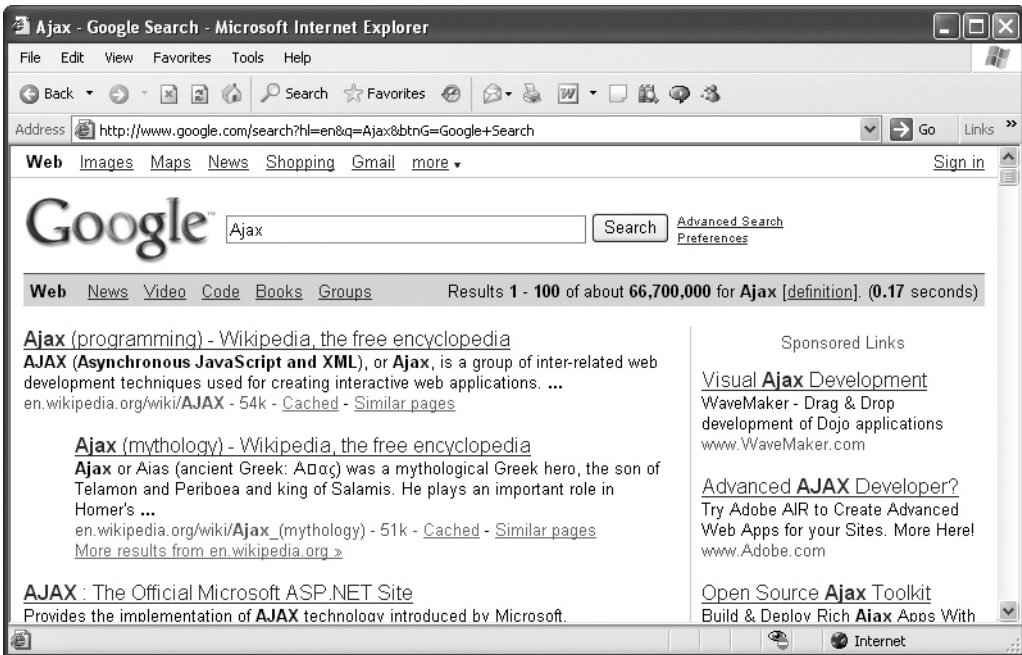 Ajax - Google Search - Microsoft Internet Explorer
File Edit View Favorites Tools Help
Back Search Favorites
Address http://www.google.com/search?hl=en&q=Ajax&btnG=Google+Search Go Links »
Web Images Maps News Shopping Gmail more Sign in
Google™ Ajax Search Advanced Search
Preferences
Web News Video Code Books Groups Results 1 - 100 of about 66,700,000 for Ajax [definition]. (0.17 seconds)
Ajax (programming) - Wikipedia, the free encyclopedia
AJAX (Asynchronous JavaScript and XML), or Ajax, is a group of inter-related web
development techniques used for creating interactive web applications. ...
en.wikipedia.org/wiki/AJAX - 54k - Cached - Similar pages
Ajax (mythology) - Wikipedia, the free encyclopedia
Ajax or Aias (ancient Greek: Α□ας) was a mythological Greek hero, the son of
Telamon and Periboea and king of Salamis. He plays an important role in
Homer's ...
en.wikipedia.org/wiki/Ajax_(mythology) - 51k - Cached - Similar pages
More results from en.wikipedia.org »
AJAX : The Official Microsoft ASP.NET Site
Provides the implementation of AJAX technology introduced by Microsoft.
Sponsored Links
Visual Ajax Development
WaveMaker - Drag & Drop
development of Dojo applications
www.WaveMaker.com
Advanced AJAX Developer?
Try Adobe AIR to Create Advanced
Web Apps for your Sites. More Here!
www.Adobe.com
Open Source Ajax Toolkit
Build & Deploy Rich Ajax Apps With
Internet